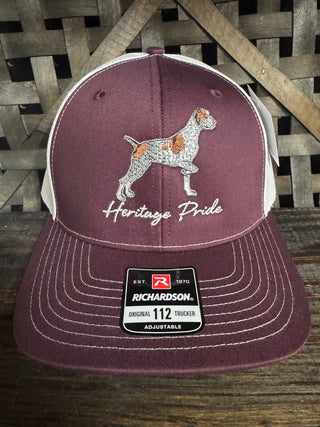 Heritage Pride
EST. R 1970
RICHARDSON®
ORIGINAL 112 TRUCKER
ADJUSTABLE